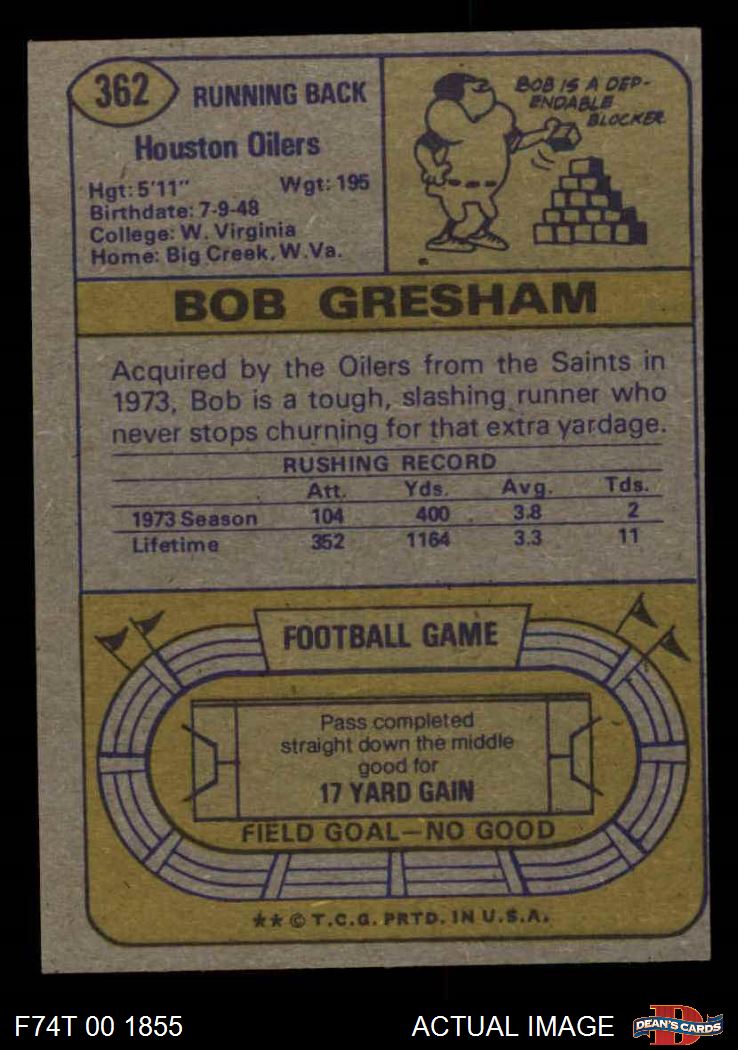 362
RUNNING BACK
Houston Oilers
Hgt: 5'11" Wgt: 195
Birthdate: 7-9-48
College: W. Virginia
Home: Big Creek, W.Va.
BOB IS A DEP-
ENDABLE
BLOCKER.
BOB GRESHAM
Acquired by the Oilers from the Saints in
1973, Bob is a tough, slashing runner who
never stops churning for that extra yardage.
RUSHING RECORD
Att. Yds. Avg. Tds.
1973 Season 104 400 3.8 2
Lifetime 352 1164 3.3 11
FOOTBALL GAME
Pass completed
straight down the middle
good for
17 YARD GAIN
FIELD GOAL—NO GOOD
** © T.C.G. PRTD. IN U.S.A.
F74T 00 1855 ACTUAL IMAGE
DEAN'S CARDS